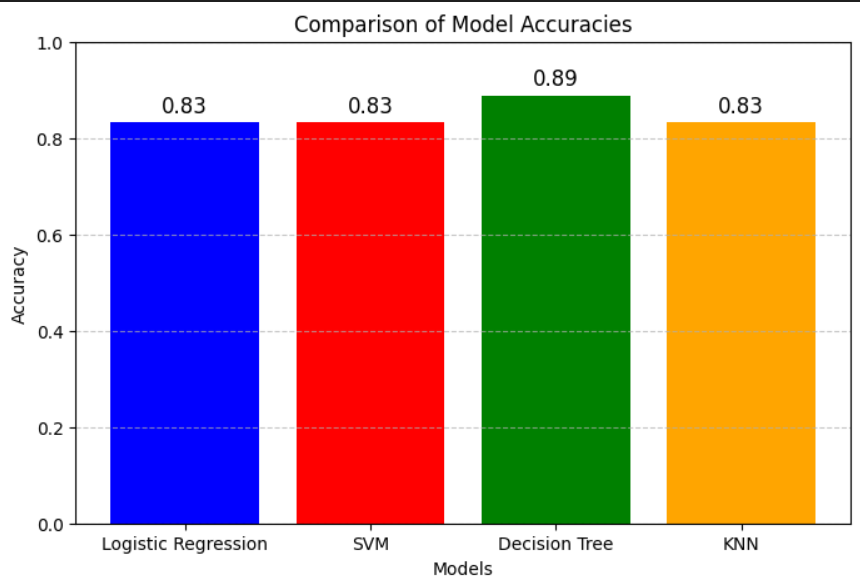 Comparison of Model Accuracies
1.0
0.8
0.6
0.4
0.2
0.0
Accuracy
0.83
0.83
0.89
0.83
Logistic Regression
SVM
Decision Tree
KNN
Models